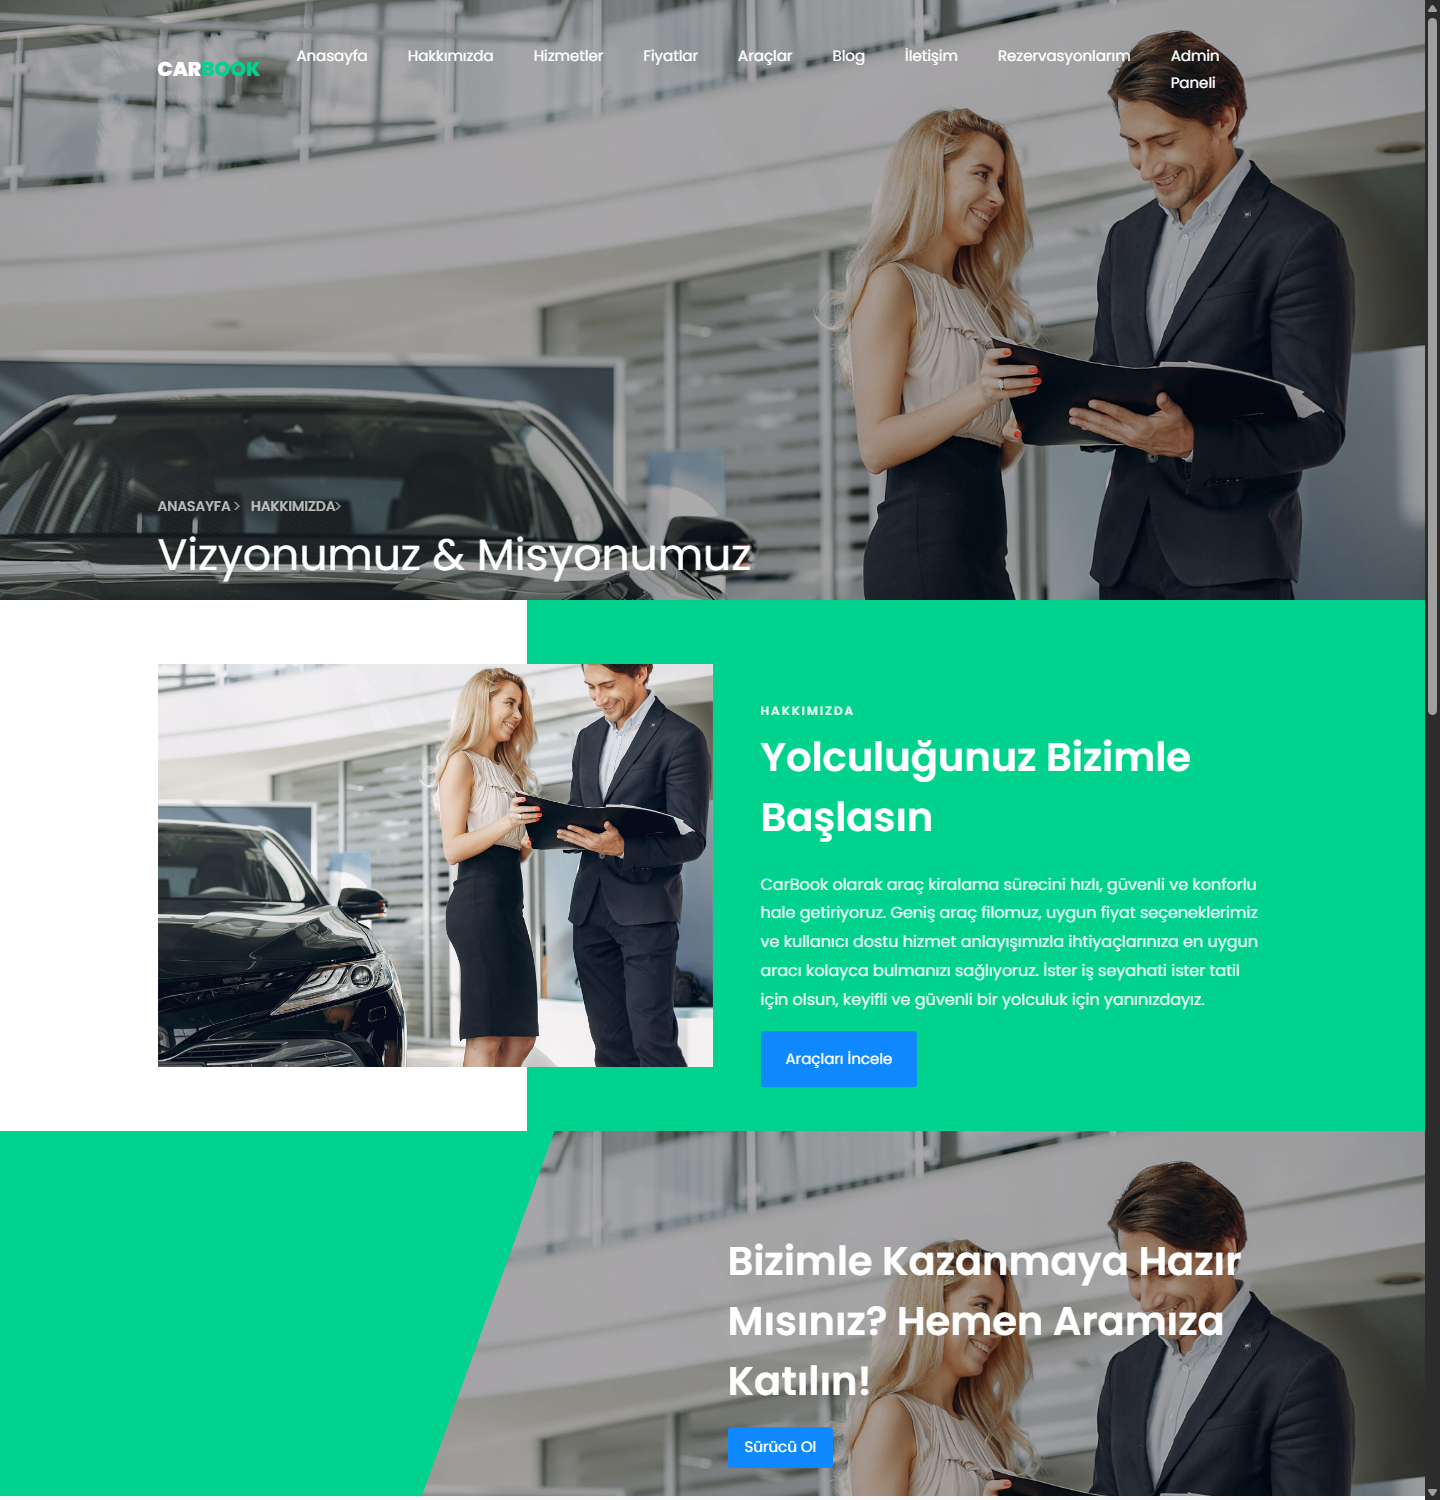 CARBOOK
Anasayfa Hakkımızda Hizmetler Fiyatlar Araçlar Blog İletişim Rezervasyonlarım Admin
Paneli
ANASAYFA > HAKKIMIZDA>
Vizyonumuz & Misyonumuz
HAKKIMIZDA
Yolculuğunuz Bizimle
Başlasın
CarBook olarak araç kiralama sürecini hızlı, güvenli ve konforlu
hale getiriyoruz. Geniş araç filomuz, uygun fiyat seçeneklerimiz
ve kullanıcı dostu hizmet anlayışımızla ihtiyaçlarınıza en uygun
aracı kolayca bulmanızı sağlıyoruz. İster iş seyahati ister tatil
için olsun, keyifli ve güvenli bir yolculuk için yanınızdayız.
Araçları İncele
Bizimle Kazanmaya Hazır
Mısınız? Hemen Aramıza
Katılın!
Sürücü Ol